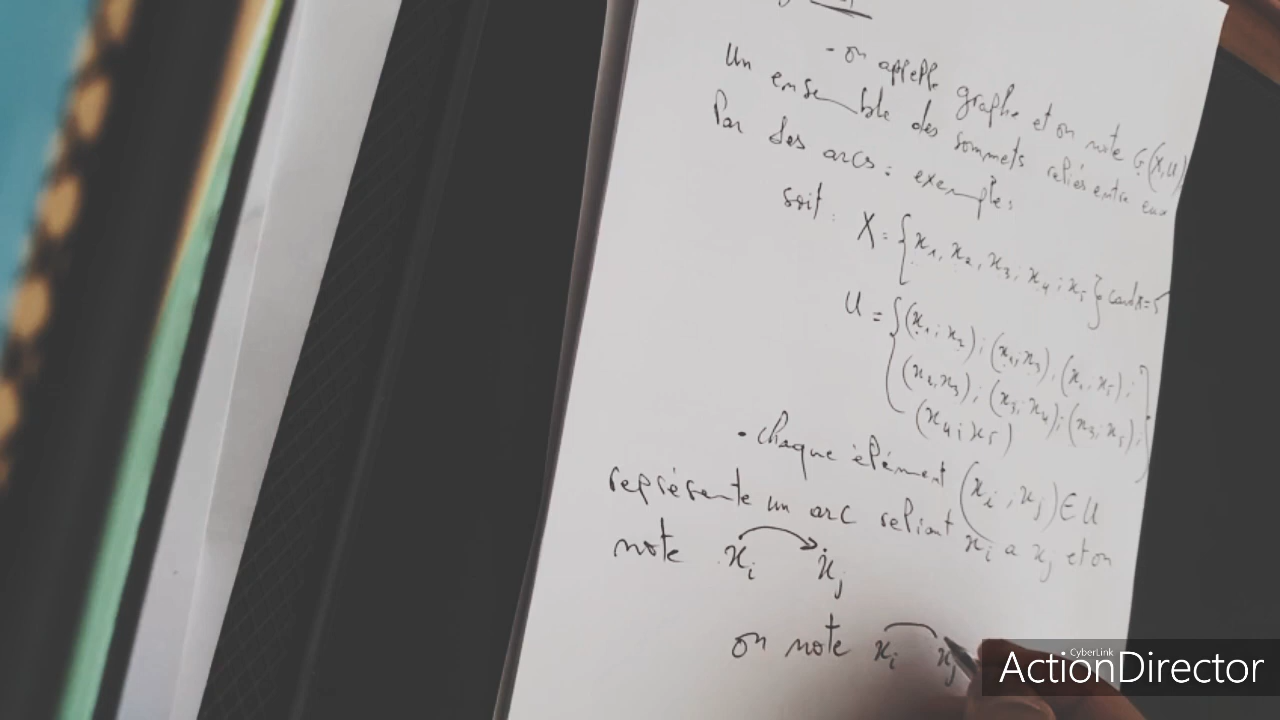 - on appelle graphe et on note G(X,U)
Un ensemble des sommets reliés entre eux
Par des arcs : exemple :
soit : X = {x₁, x₂, x₃, x₄ ; x₅} card x = 5
U = {(x₁ ; x₂) ; (x₁ ; x₃), (x₁, x₅) ;
(x₂, x₃) ; (x₃ ; x₄) ; (x₃ ; x₅) ;
(x₄ ; x₅)}
• chaque élément (xᵢ , xⱼ) ∈ U
représente un arc reliant xᵢ a xⱼ et on
note xᵢ xⱼ
on note xᵢ xⱼ
CyberLink
ActionDirector